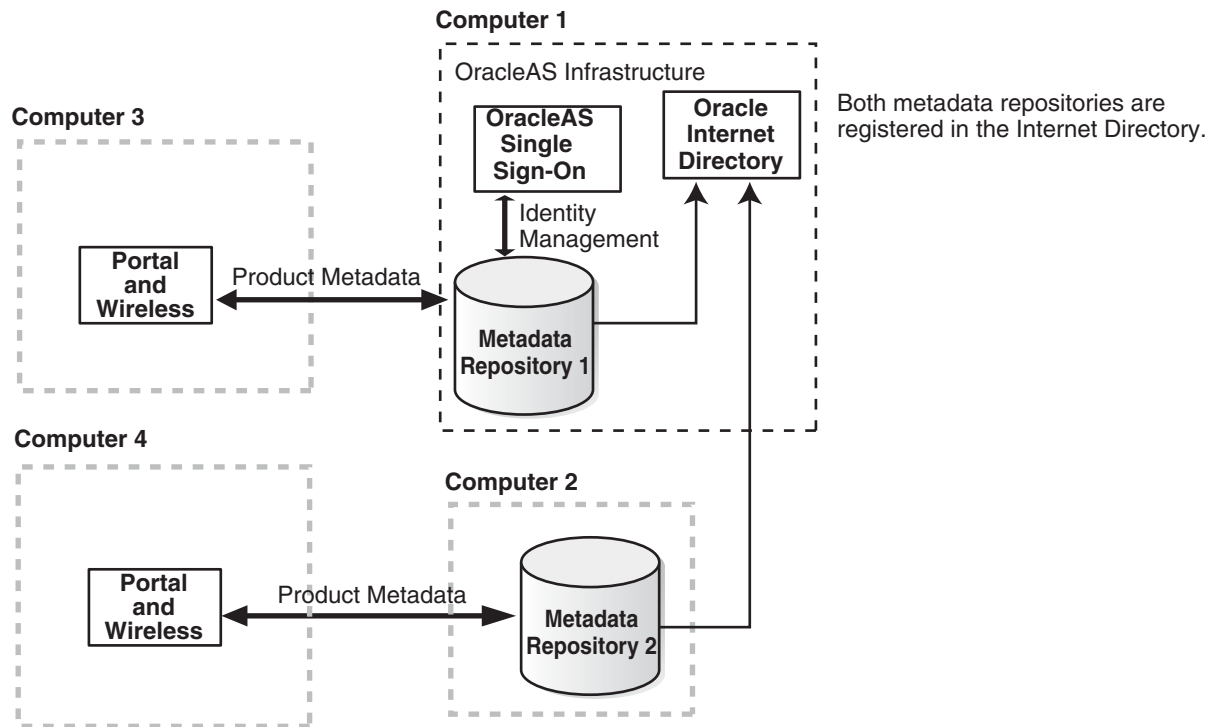 Computer 1
OracleAS Infrastructure
OracleAS
Single
Sign-On
Oracle
Internet
Directory
Both metadata repositories are
registered in the Internet Directory.
Identity
Management
Computer 3
Portal
and
Wireless
Product Metadata
Metadata
Repository 1
Computer 4
Portal
and
Wireless
Product Metadata
Computer 2
Metadata
Repository 2